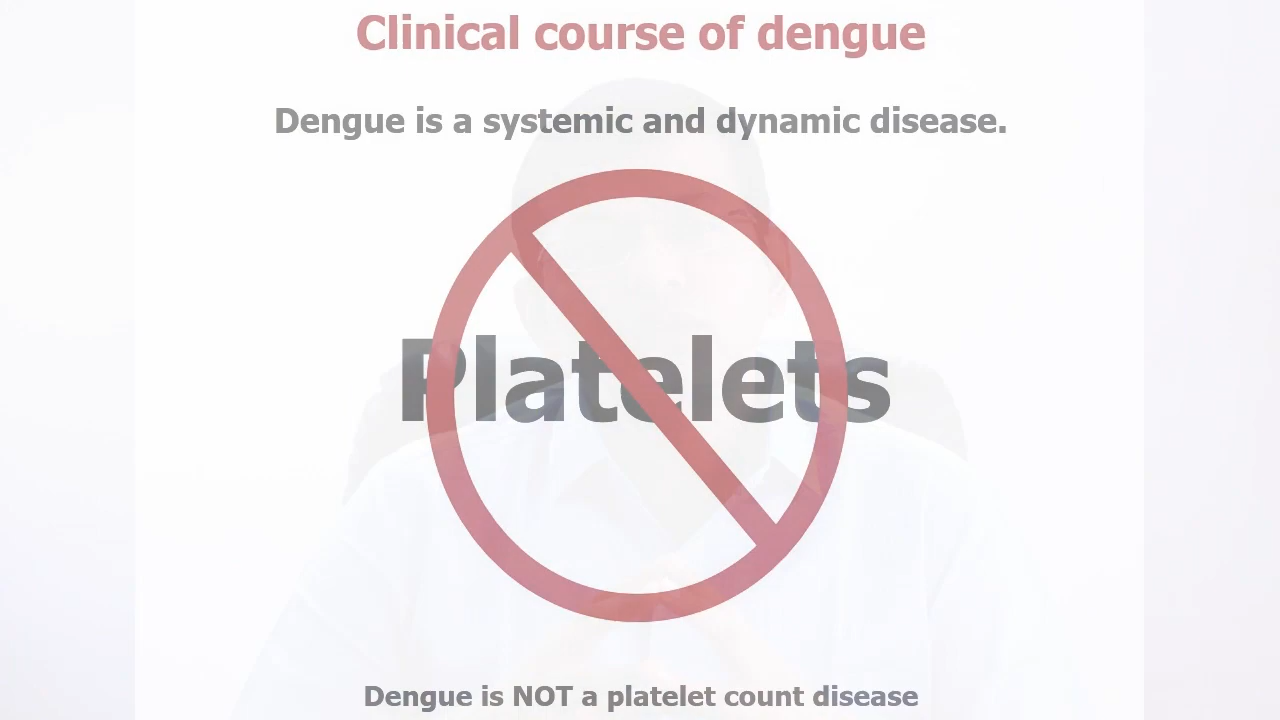 Clinical course of dengue
Dengue is a systemic and dynamic disease.
Platelets
Dengue is NOT a platelet count disease